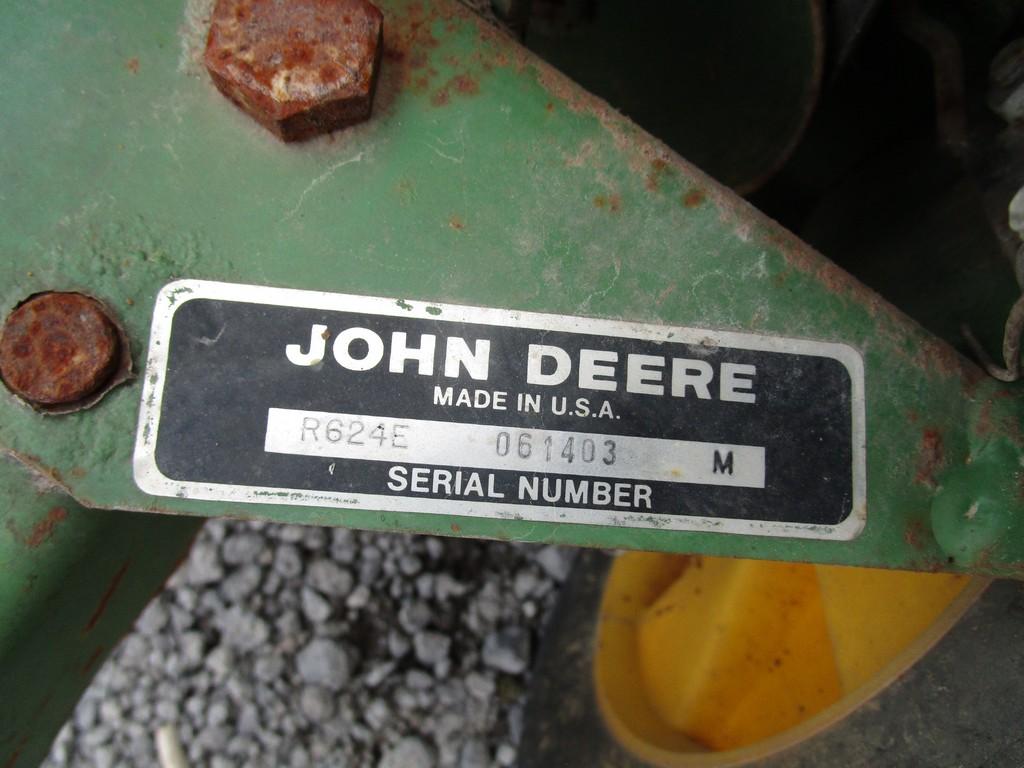 JOHN DEERE
MADE IN U.S.A.
R624E 061403 M
SERIAL NUMBER